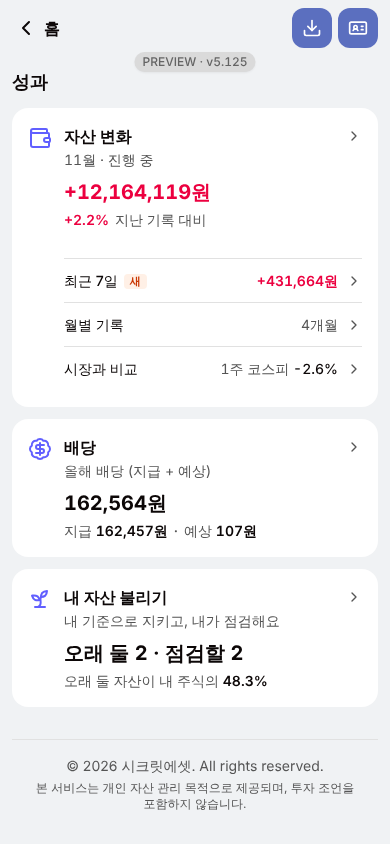 홈
PREVIEW · v5.125
성과
자산 변화
11월 · 진행 중
+12,164,119원
+2.2% 지난 기록 대비
최근 7일 새 +431,664원
월별 기록 4개월
시장과 비교 1주 코스피 -2.6%
배당
올해 배당 (지급 + 예상)
162,564원
지급 162,457원 · 예상 107원
내 자산 불리기
내 기준으로 지키고, 내가 점검해요
오래 둘 2 · 점검할 2
오래 둘 자산이 내 주식의 48.3%
© 2026 시크릿에셋. All rights reserved.
본 서비스는 개인 자산 관리 목적으로 제공되며, 투자 조언을
포함하지 않습니다.